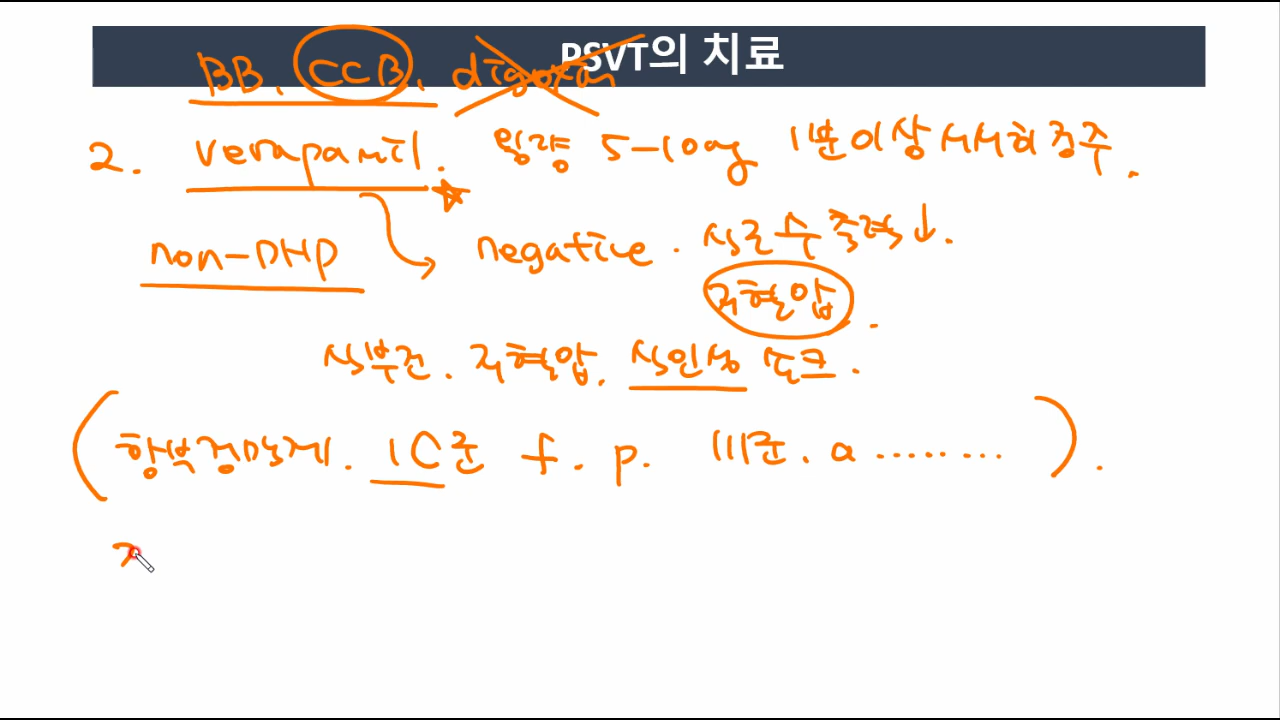 PSVT의 치료
BB, CCB, digoxin
2. verapamil. 용량 5-10mg 1분이상 서서히 정주.
non-DHP negative. 심근수축력↓.
저혈압.
심부전. 저혈압. 심인성 쇼크.
(항부정맥제. IC군 f. p. III군. a ........).